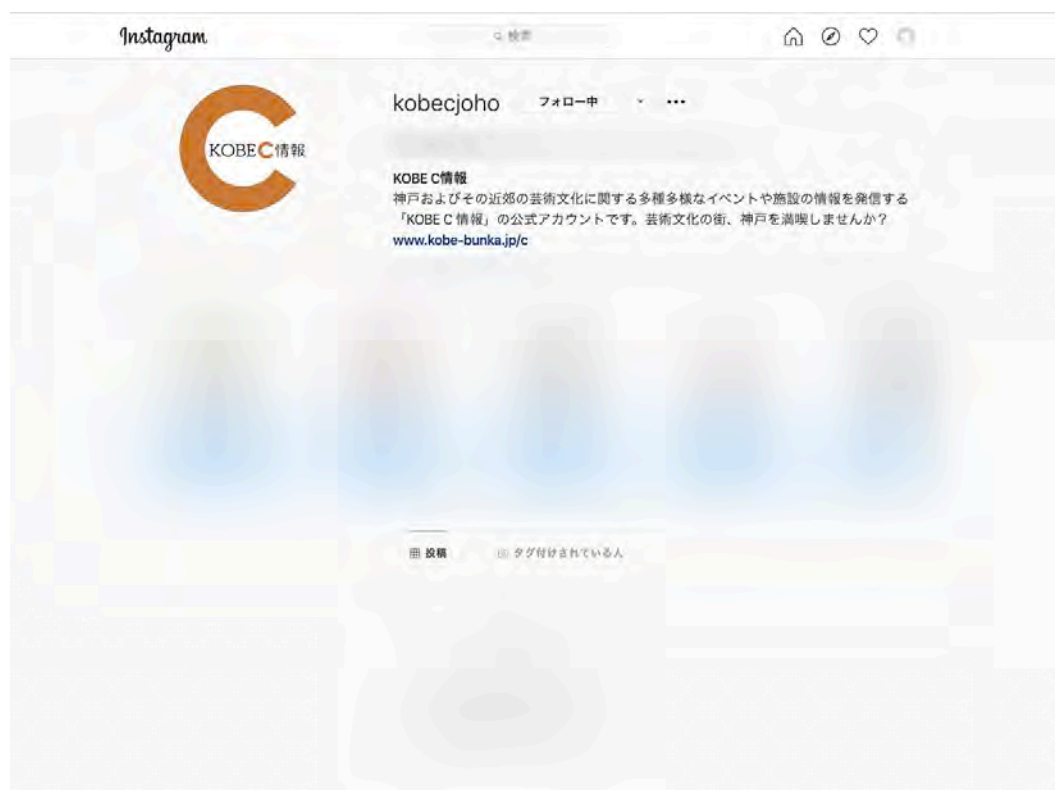 Instagram
検索
KOBE C情報
kobecjoho フォロー中
KOBE C情報
神戸およびその近郊の芸術文化に関する多種多様なイベントや施設の情報を発信する
「KOBE C 情報」の公式アカウントです。芸術文化の街、神戸を満喫しませんか？
www.kobe-bunka.jp/c
投稿 タグ付けされている人